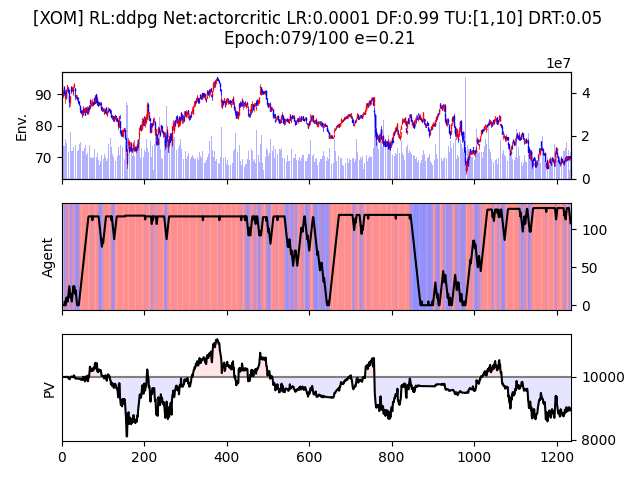 [XOM] RL:ddpg Net:actorcritic LR:0.0001 DF:0.99 TU:[1,10] DRT:0.05
Epoch:079/100 e=0.21
1e7
90
80
70
Env.
4
2
0
Agent
100
50
0
PV
10000
8000
0 200 400 600 800 1000 1200